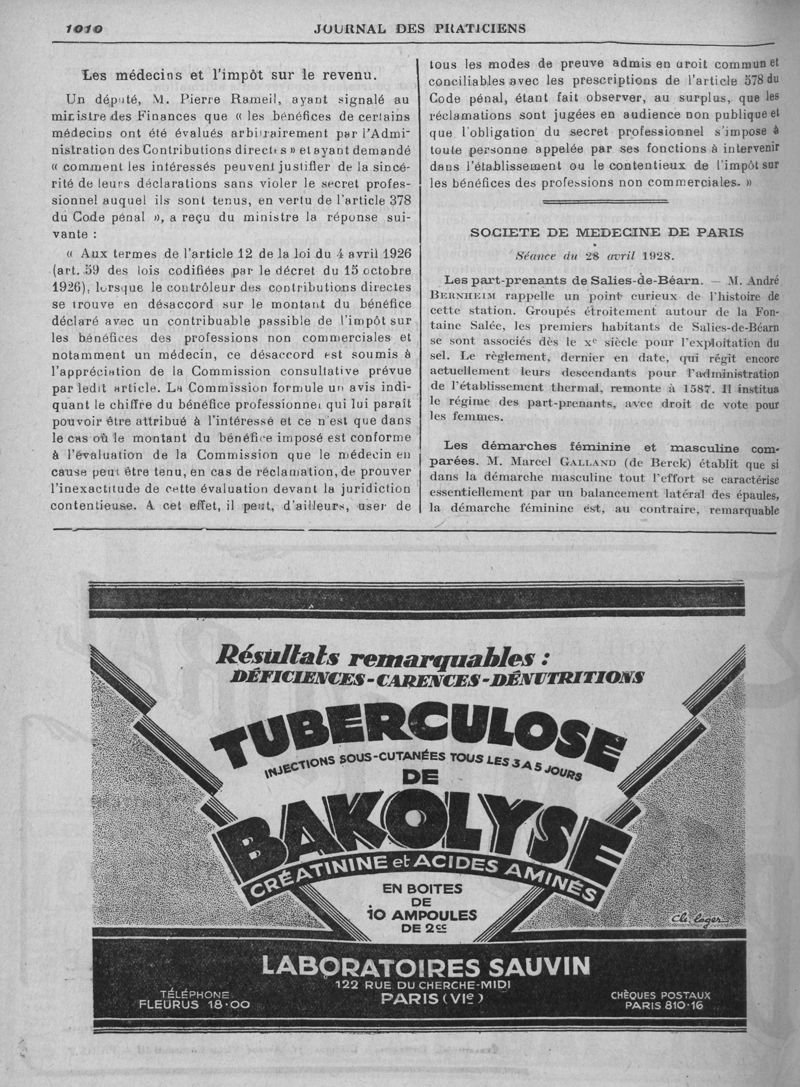 1010
JOURNAL DES PRATICIENS
Les médecins et l'impôt sur le revenu.
Un député, M. Pierre Rameil, ayant signalé au
ministre des Finances que « les bénéfices de certains
médecins ont été évalués arbitrairement par l'Admi-
nistration des Contributions directes » et ayant demandé
« comment les intéressés peuvent justifier de la sincé-
rité de leurs déclarations sans violer le secret profes-
sionnel auquel ils sont tenus, en vertu de l'article 378
du Code pénal », a reçu du ministre la réponse sui-
vante :
« Aux termes de l'article 12 de la loi du 4 avril 1926
(art. 59 des lois codifiées par le décret du 15 octobre
1926), lorsque le contrôleur des contributions directes
se trouve en désaccord sur le montant du bénéfice
déclaré avec un contribuable passible de l'impôt sur
les bénéfices des professions non commerciales et
notamment un médecin, ce désaccord est soumis à
l'appréciation de la Commission consultative prévue
par ledit article. La Commission formule un avis indi-
quant le chiffre du bénéfice professionnel qui lui paraît
pouvoir être attribué à l'intéressé et ce n'est que dans
le cas où le montant du bénéfice imposé est conforme
à l'évaluation de la Commission que le médecin en
cause peut être tenu, en cas de réclamation, de prouver
l'inexactitude de cette évaluation devant la juridiction
contentieuse. A cet effet, il peut, d'ailleurs, user de
tous les modes de preuve admis en droit commun et
conciliables avec les prescriptions de l'article 378 du
Code pénal, étant fait observer, au surplus, que les
réclamations sont jugées en audience non publique et
que l'obligation du secret professionnel s'impose à
toute personne appelée par ses fonctions à intervenir
dans l'établissement ou le contentieux de l'impôt sur
les bénéfices des professions non commerciales. »
SOCIETE DE MEDECINE DE PARIS
Séance du 28 avril 1928.
Les part-prenants de Salies-de-Béarn. — M. André
BERNHEIM rappelle un point curieux de l'histoire de
cette station. Groupés étroitement autour de la Fon-
taine Salée, les premiers habitants de Salies-de-Béarn
se sont associés dès le xe siècle pour l'exploitation du
sel. Le règlement, dernier en date, qui régit encore
actuellement leurs descendants pour l'administration
de l'établissement thermal, remonte à 1587. Il institua
le régime des part-prenants, avec droit de vote pour
les femmes.
Les démarches féminine et masculine com-
parées. M. Marcel GALLAND (de Berck) établit que si
dans la démarche masculine tout l'effort se caractérise
essentiellement par un balancement latéral des épaules,
la démarche féminine est, au contraire, remarquable
Résultats remarquables :
DÉFICIENCES-CARENCES-DÉNUTRITIONS
TUBERCULOSE
INJECTIONS SOUS-CUTANÉES TOUS LES 3 A 5 JOURS
DE
BAKOLYSE
CRÉATININE et ACIDES AMINÉS
EN BOITES
DE
10 AMPOULES
DE 2cc
Ch. Loger
LABORATOIRES SAUVIN
122 RUE DU CHERCHE-MIDI
PARIS (VIe)
TÉLÉPHONE
FLEURUS 18-00
CHÈQUES POSTAUX
PARIS 810-16